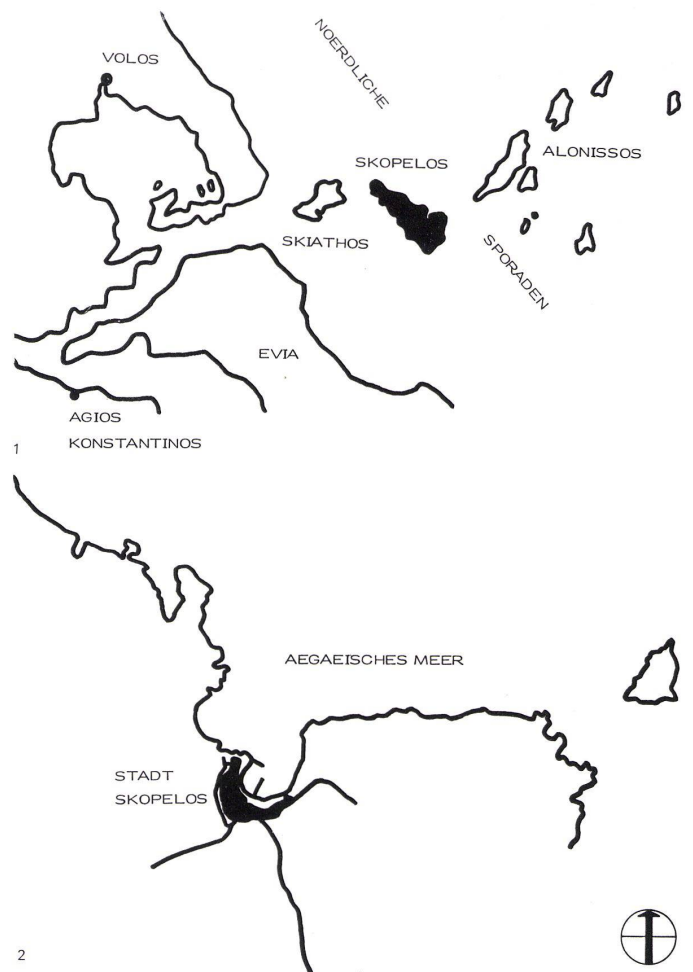 NOERDLICHE
VOLOS
ALONISSOS
SKOPELOS
SKIATHOS
SPORADEN
EVIA
AGIOS
KONSTANTINOS
1
AEGAEISCHES MEER
STADT
SKOPELOS
2